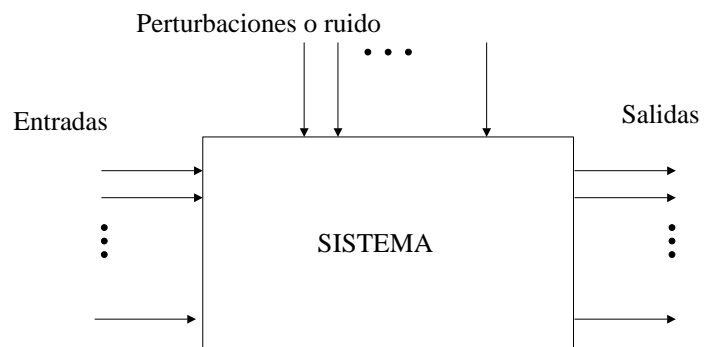 Perturbaciones o ruido
Entradas
Salidas
SISTEMA